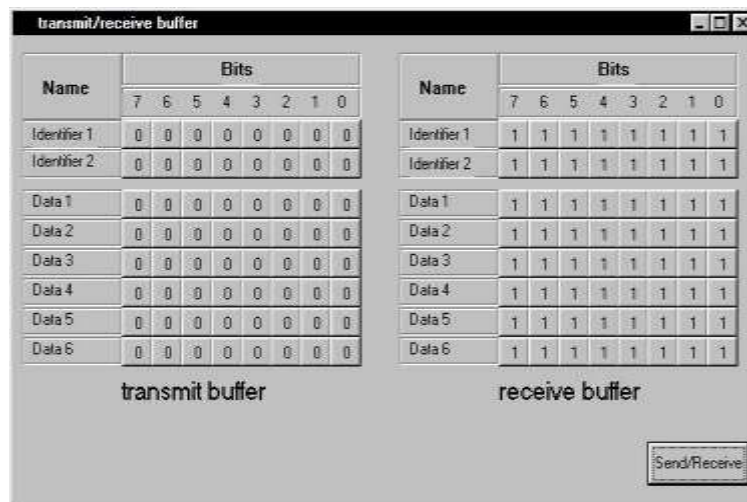 transmit/receive buffer
Name Bits
7 6 5 4 3 2 1 0
Identifier 1 0 0 0 0 0 0 0 0
Identifier 2 0 0 0 0 0 0 0 0
Data 1 0 0 0 0 0 0 0 0
Data 2 0 0 0 0 0 0 0 0
Data 3 0 0 0 0 0 0 0 0
Data 4 0 0 0 0 0 0 0 0
Data 5 0 0 0 0 0 0 0 0
Data 6 0 0 0 0 0 0 0 0
transmit buffer
Name Bits
7 6 5 4 3 2 1 0
Identifier 1 1 1 1 1 1 1 1 1
Identifier 2 1 1 1 1 1 1 1 1
Data 1 1 1 1 1 1 1 1 1
Data 2 1 1 1 1 1 1 1 1
Data 3 1 1 1 1 1 1 1 1
Data 4 1 1 1 1 1 1 1 1
Data 5 1 1 1 1 1 1 1 1
Data 6 1 1 1 1 1 1 1 1
receive buffer
Send/Receive